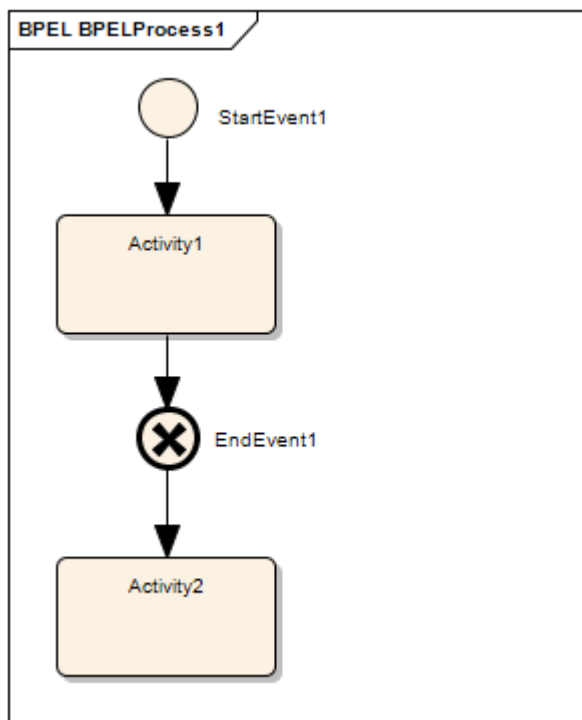 BPEL BPELProcess1
StartEvent1
Activity1
EndEvent1
Activity2